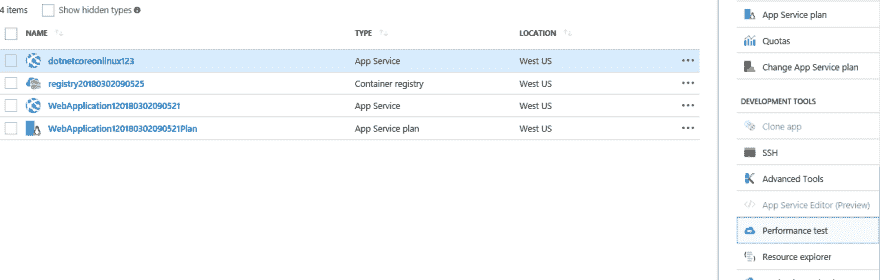 4 items Show hidden types
NAME TYPE LOCATION
dotnetcoreonlinux123 App Service West US
registry20180302090525 Container registry West US
WebApplication120180302090521 App Service West US
WebApplication120180302090521Plan App Service plan West US
App Service plan
Quotas
Change App Service plan
DEVELOPMENT TOOLS
Clone app
SSH
Advanced Tools
App Service Editor (Preview)
Performance test
Resource explorer